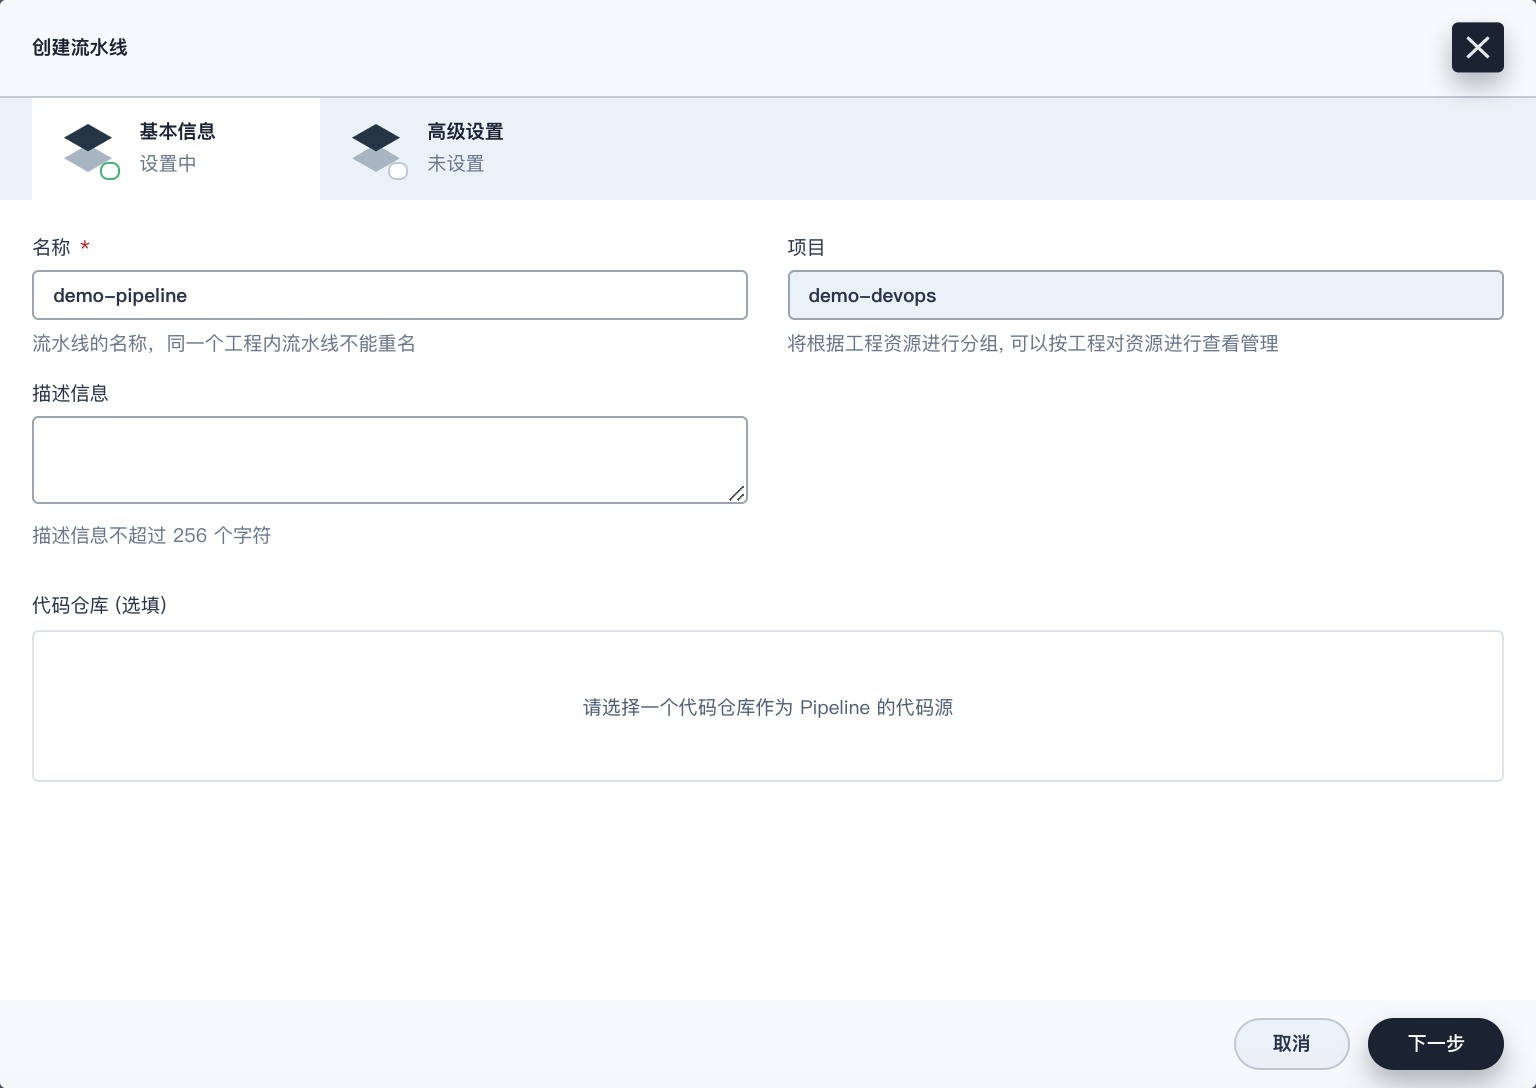 创建流水线
基本信息
设置中
高级设置
未设置
名称 *
demo-pipeline
流水线的名称，同一个工程内流水线不能重名
项目
demo-devops
将根据工程资源进行分组, 可以按工程对资源进行查看管理
描述信息
描述信息不超过 256 个字符
代码仓库 (选填)
请选择一个代码仓库作为 Pipeline 的代码源
取消
下一步